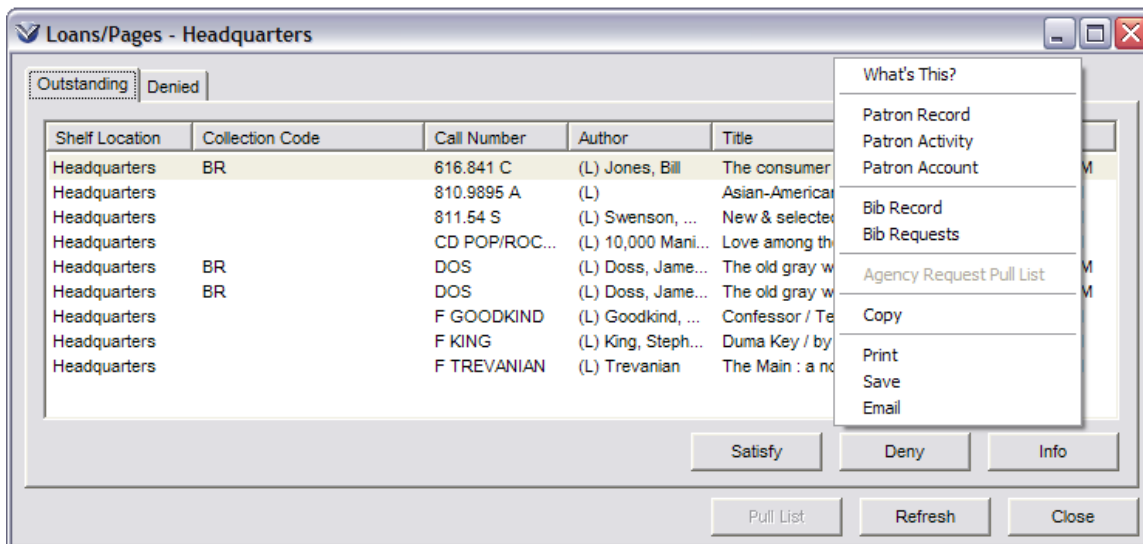 Loans/Pages - Headquarters
Outstanding Denied
Shelf Location Collection Code Call Number Author Title
Headquarters BR 616.841 C (L) Jones, Bill The consumer M
Headquarters 810.9895 A (L) Asian-American
Headquarters 811.54 S (L) Swenson, ... New & selected
Headquarters CD POP/ROC... (L) 10,000 Mani... Love among th
Headquarters BR DOS (L) Doss, Jame... The old gray w M
Headquarters BR DOS (L) Doss, Jame... The old gray w M
Headquarters F GOODKIND (L) Goodkind, ... Confessor / Te
Headquarters F KING (L) King, Steph... Duma Key / by
Headquarters F TREVANIAN (L) Trevanian The Main : a no
What's This?
Patron Record
Patron Activity
Patron Account
Bib Record
Bib Requests
Agency Request Pull List
Copy
Print
Save
Email
Satisfy Deny Info
Pull List Refresh Close